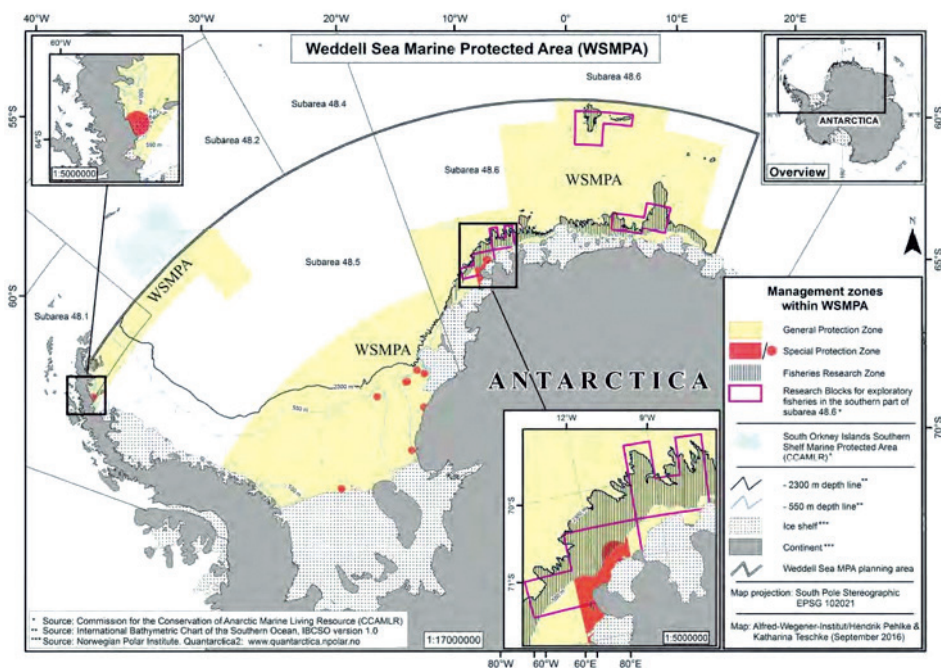 40°W 30°W 20°W 10°W 0° 10°E 20°E
Weddell Sea Marine Protected Area (WSMPA)
60°W
64°S
550 m
1:5000000
55°S
60°S
Subarea 48.6
Subarea 48.4
Subarea 48.2
Subarea 48.6
WSMPA
ANTARCTICA
Overview
N
60°S
65°S
70°S
Subarea 48.5
WSMPA
Subarea 48.1
WSMPA
2300 m
550 m
ANTARCTICA
12°W 9°W
70°S
71°S
1:5000000
Management zones
within WSMPA
General Protection Zone
/ Special Protection Zone
Fisheries Research Zone
Research Blocks for exploratory
fisheries in the southern part of
subarea 48.6 *
South Orkney Islands Southern
Shelf Marine Protected Area
(CCAMLR)*
- 2300 m depth line**
- 550 m depth line**
Ice shelf***
Continent***
Weddell Sea MPA planning area
Map projection: South Pole Stereographic
EPSG 102021
Map: Alfred-Wegener-Institut/Hendrik Pehlke &
Katharina Teschke (September 2016)
* Source: Commission for the Conservation of Anarctic Marine Living Resource (CCAMLR)
** Source: International Bathymetric Chart of the Southern Ocean, IBCSO version 1.0
*** Source: Norwegian Polar Institute. Quantarctica2: www.quantarctica.npolar.no
1:17000000
80°W 60°W 60°E 80°E